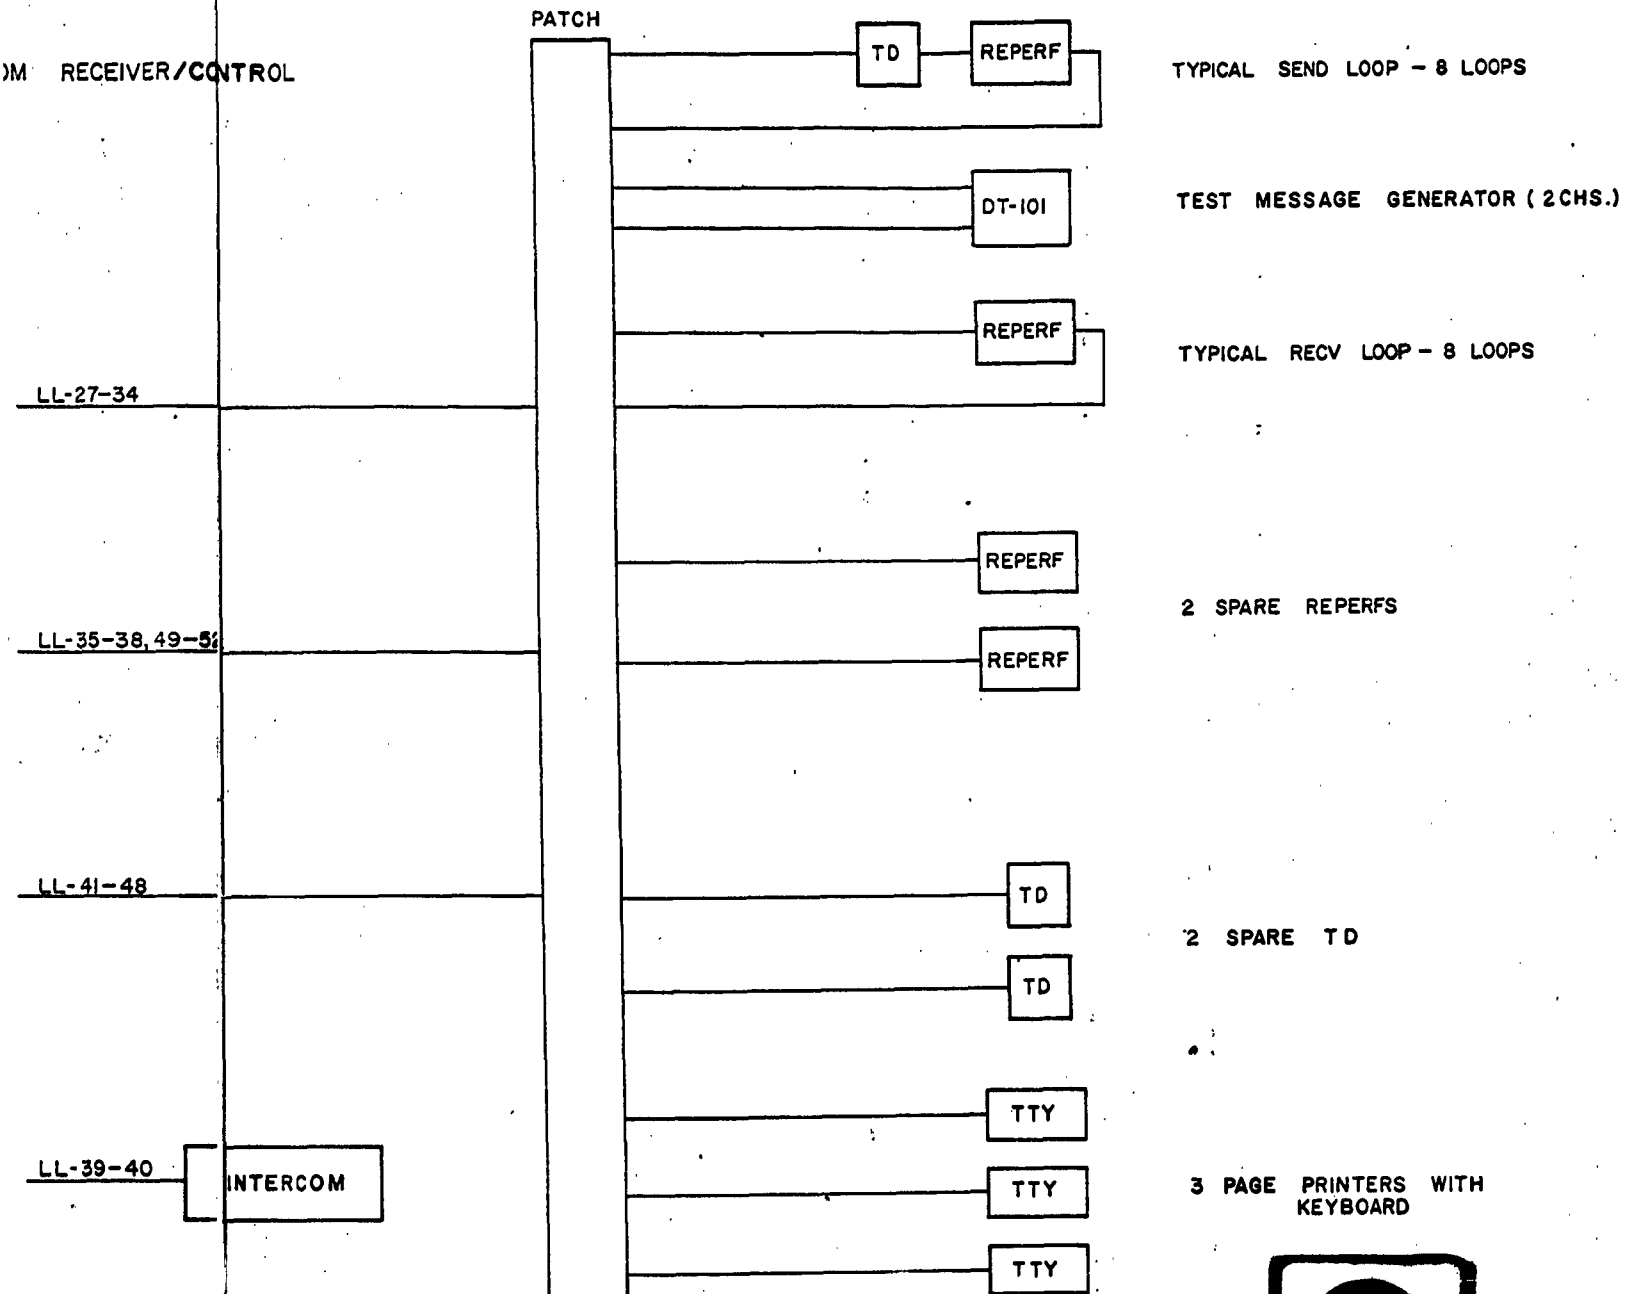 PATCH
RECEIVER/CONTROL
TD
REPERF
TYPICAL SEND LOOP - 8 LOOPS
DT-101
TEST MESSAGE GENERATOR (2CHS.)
REPERF
TYPICAL RECV LOOP - 8 LOOPS
LL-27-34
REPERF
2 SPARE REPERFS
LL-35-38, 49-
REPERF
LL-41-48
TD
2 SPARE TD
TD
TTY
LL-39-40
INTERCOM
TTY
3 PAGE PRINTERS WITH
KEYBOARD
TTY